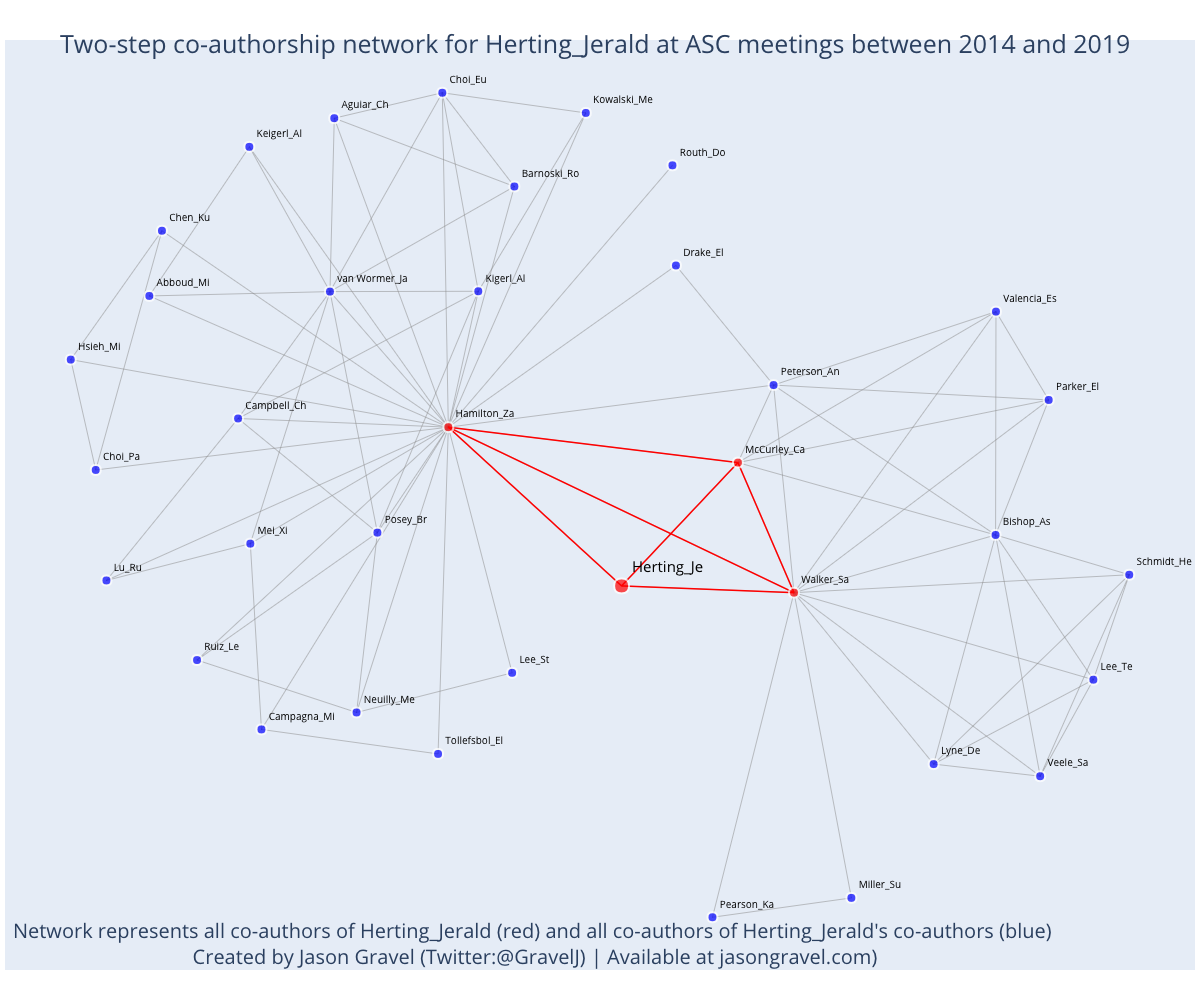 Two-step co-authorship network for Herting_Jerald at ASC meetings between 2014 and 2019
Choi_Eu
Kowalski_Me
Aguiar_Ch
Keigerl_Al
Routh_Do
Barnoski_Ro
Chen_Ku
Drake_El
Abboud_Mi
van Wormer_Ja
Kigerl_Al
Valencia_Es
Hsieh_Mi
Peterson_An
Parker_El
Campbell_Ch
Hamilton_Za
McCurley_Ca
Choi_Pa
Posey_Br
Bishop_As
Mei_Xi
Schmidt_He
Lu_Ru
Herting_Je
Walker_Sa
Ruiz_Le
Lee_St
Lee_Te
Neuilly_Me
Campagna_Mi
Tollefsbol_El
Lyne_De
Veele_Sa
Miller_Su
Pearson_Ka
Network represents all co-authors of Herting_Jerald (red) and all co-authors of Herting_Jerald's co-authors (blue)
Created by Jason Gravel (Twitter:@GravelJ) | Available at jasongravel.com)